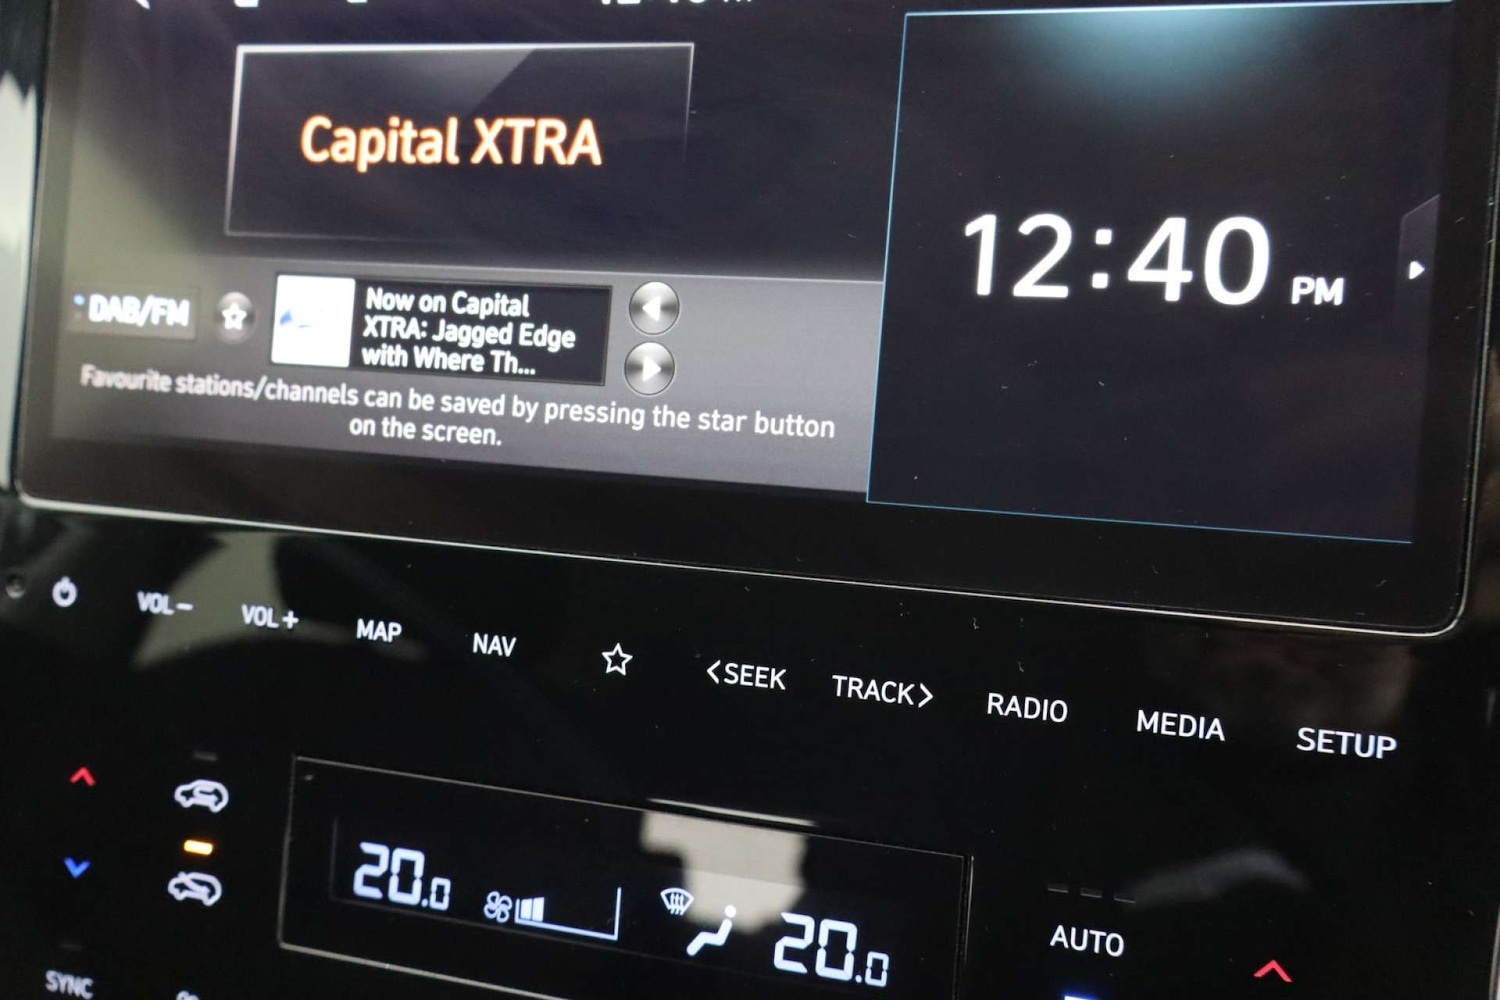 Capital XTRA
12:40 PM
DAB/FM
Now on Capital
XTRA: Jagged Edge
with Where Th...
Favourite stations/channels can be saved by pressing the star button
on the screen.
VOL− VOL+ MAP NAV <SEEK TRACK> RADIO MEDIA SETUP
20.0 20.0
AUTO
SYNC